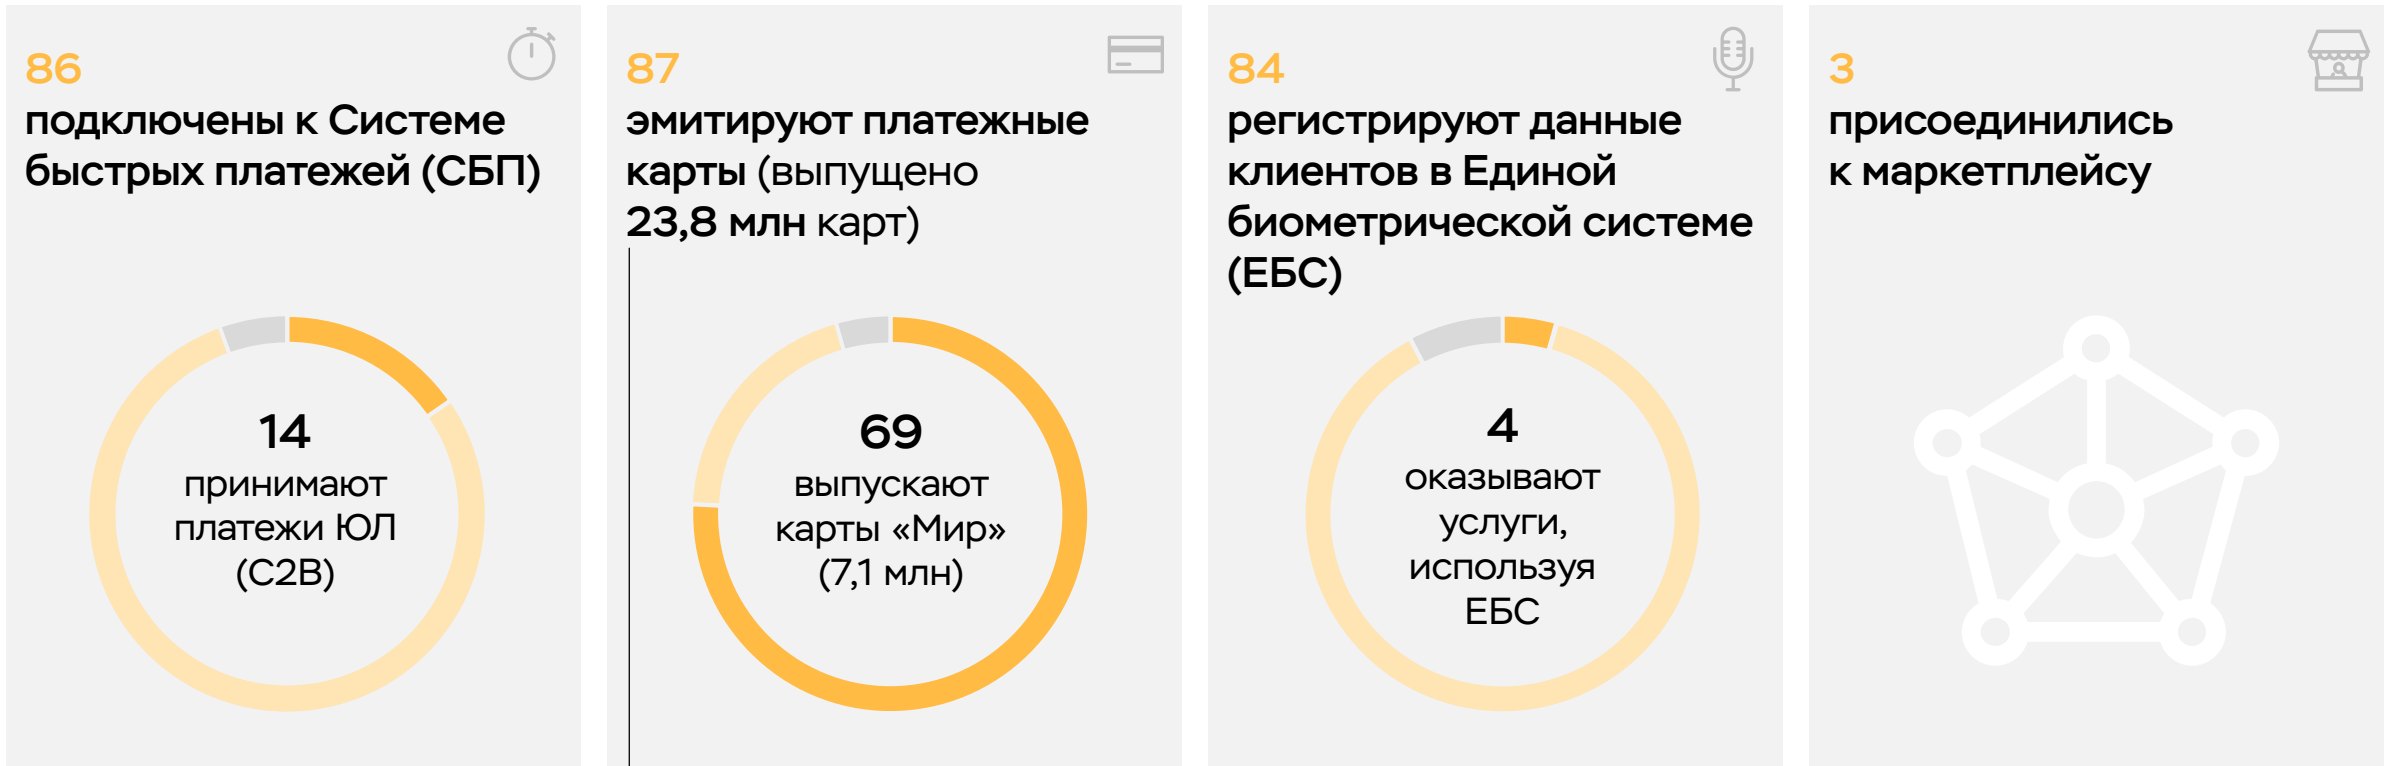 86
подключены к Системе
быстрых платежей (СБП)
14
принимают
платежи ЮЛ
(C2B)
87
эмитируют платежные
карты (выпущено
23,8 млн карт)
69
выпускают
карты «Мир»
(7,1 млн)
84
регистрируют данные
клиентов в Единой
биометрической системе
(ЕБС)
4
оказывают
услуги,
используя
ЕБС
3
присоединились
к маркетплейсу